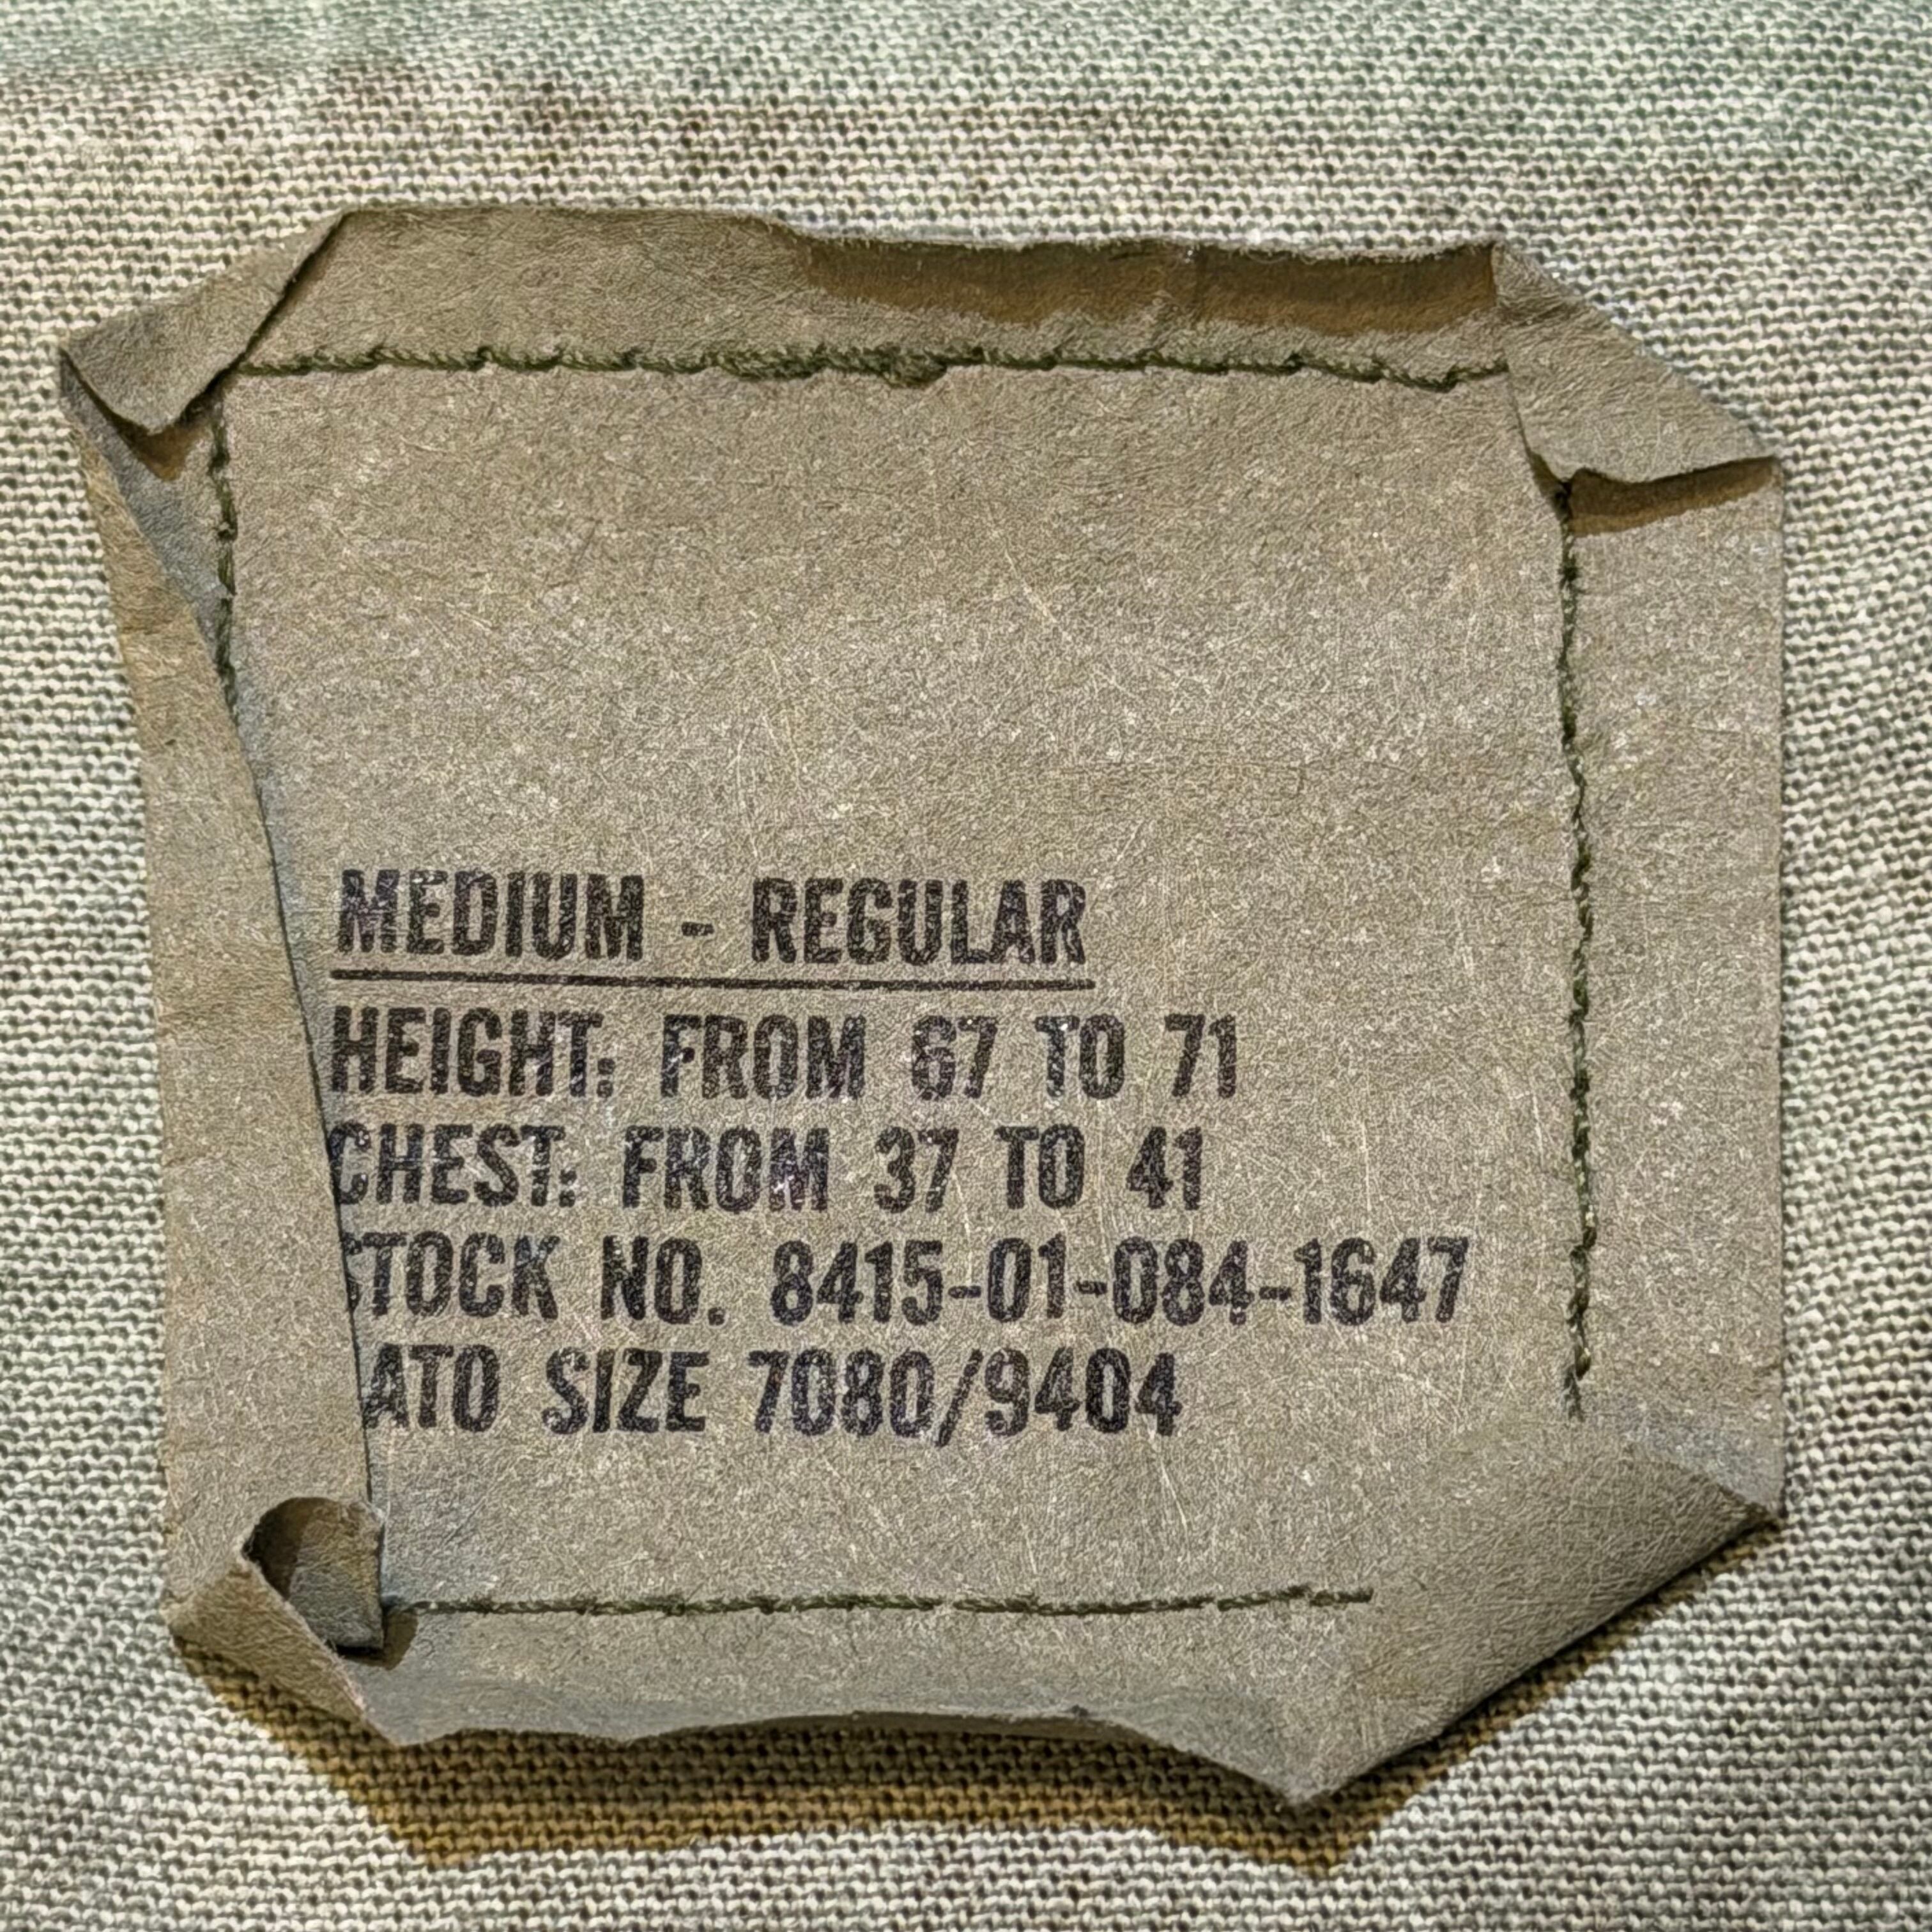 MEDIUM - REGULAR
HEIGHT: FROM 67 TO 71
CHEST: FROM 37 TO 41
STOCK NO. 8415-01-084-1647
ATO SIZE 7080/9404